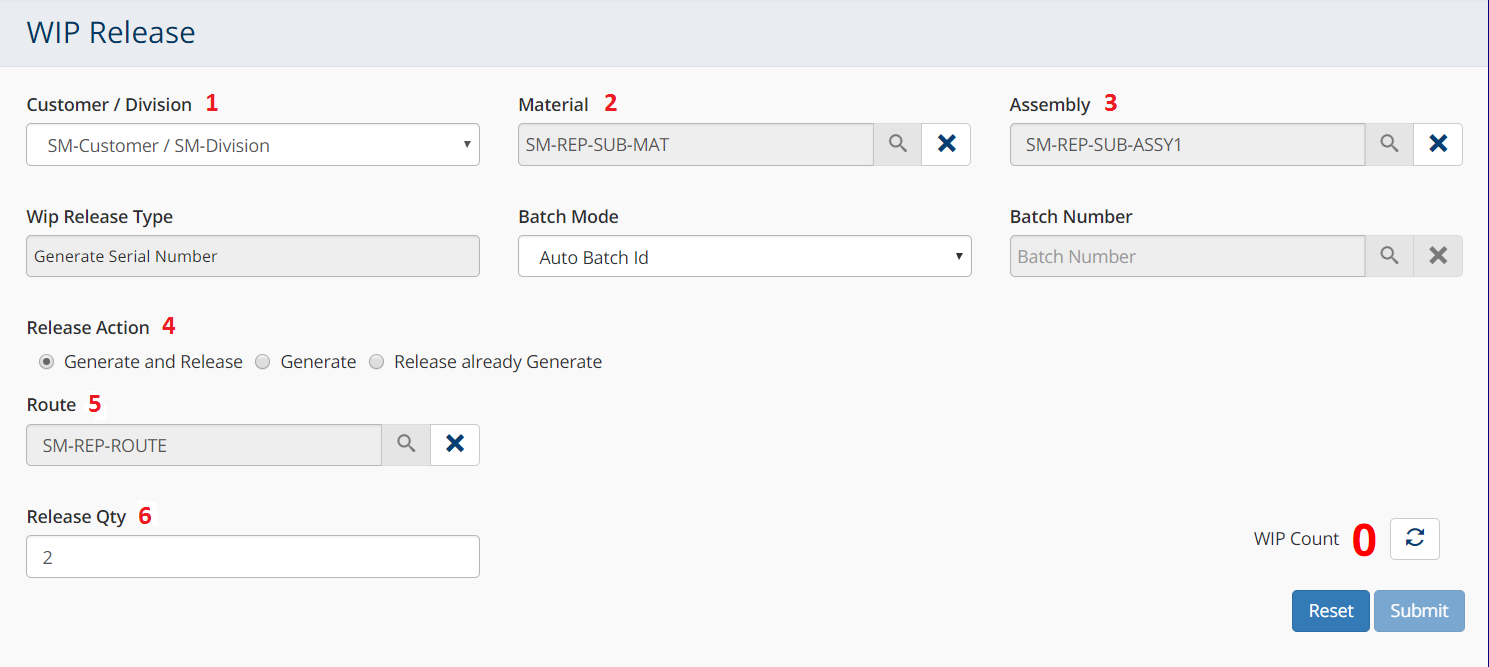 WIP Release
Customer / Division 1 Material 2 Assembly 3
SM-Customer / SM-Division SM-REP-SUB-MAT SM-REP-SUB-ASSY1
Wip Release Type Batch Mode Batch Number
Generate Serial Number Auto Batch Id Batch Number
Release Action 4
Generate and Release Generate Release already Generate
Route 5
SM-REP-ROUTE
Release Qty 6
WIP Count 0
2
Reset Submit